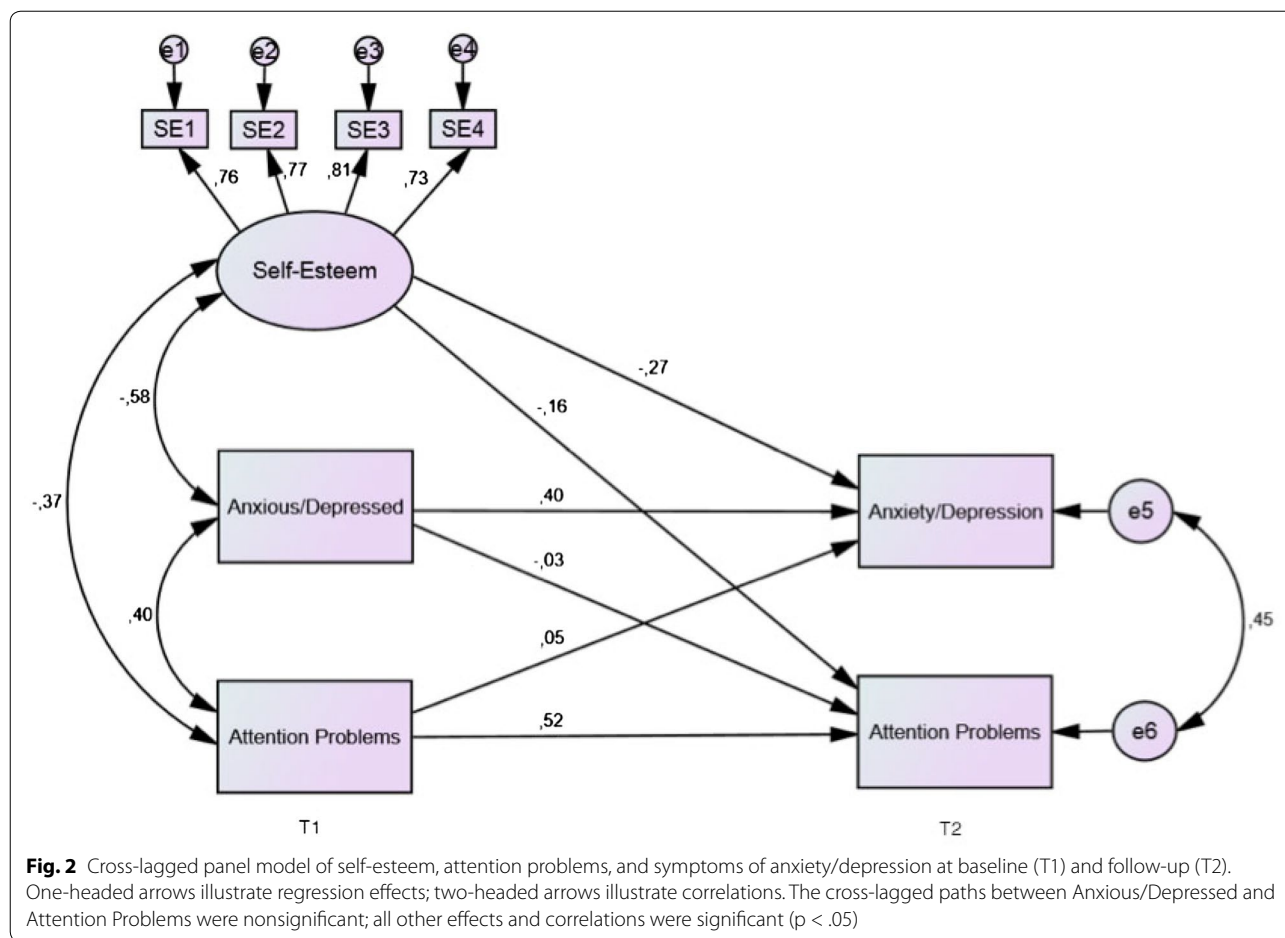 e1 e2 e3 e4
SE1 SE2 SE3 SE4
,76 ,77 ,81 ,73
Self-Esteem
-,27
-,58
-,16
-,37
Anxious/Depressed
,40
Anxiety/Depression
e5
-,03
,40
,05
,45
Attention Problems
,52
Attention Problems
e6
T1
T2
Fig. 2 Cross-lagged panel model of self-esteem, attention problems, and symptoms of anxiety/depression at baseline (T1) and follow-up (T2).
One-headed arrows illustrate regression effects; two-headed arrows illustrate correlations. The cross-lagged paths between Anxious/Depressed and
Attention Problems were nonsignificant; all other effects and correlations were significant (p < .05)